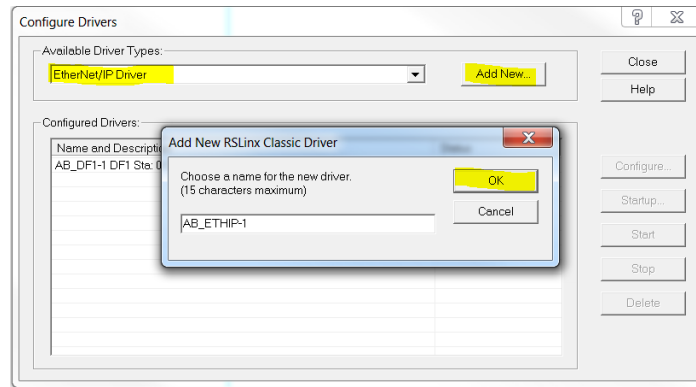 Configure Drivers
Available Driver Types:
EtherNet/IP Driver
Add New...
Close
Help
Configured Drivers:
Name and Descripti
AB_DF1-1 DF1 Sta: 0
Add New RSLinx Classic Driver
Choose a name for the new driver.
(15 characters maximum)
AB_ETHIP-1
OK
Cancel
Configure...
Startup...
Start
Stop
Delete